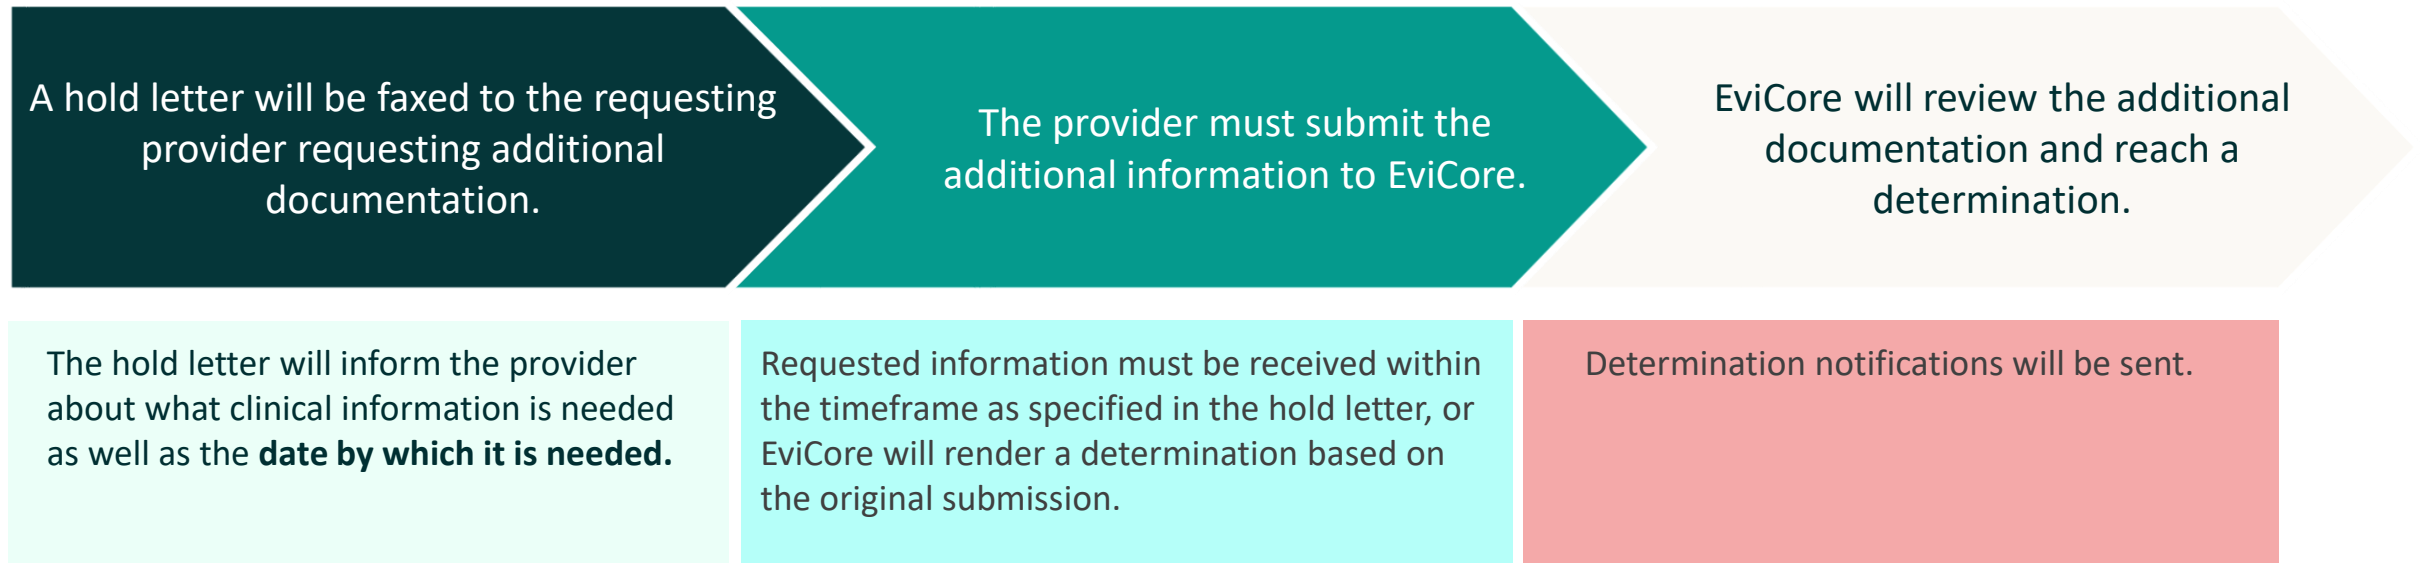 A hold letter will be faxed to the requesting
provider requesting additional
documentation.
The provider must submit the
additional information to EviCore.
EviCore will review the additional
documentation and reach a
determination.
The hold letter will inform the provider
about what clinical information is needed
as well as the date by which it is needed.
Requested information must be received within
the timeframe as specified in the hold letter, or
EviCore will render a determination based on
the original submission.
Determination notifications will be sent.